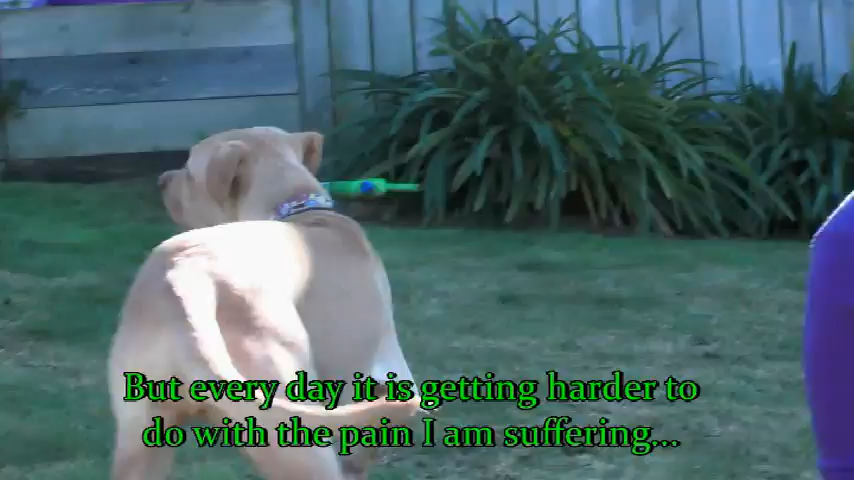 But every day it is getting harder to
do with the pain I am suffering...